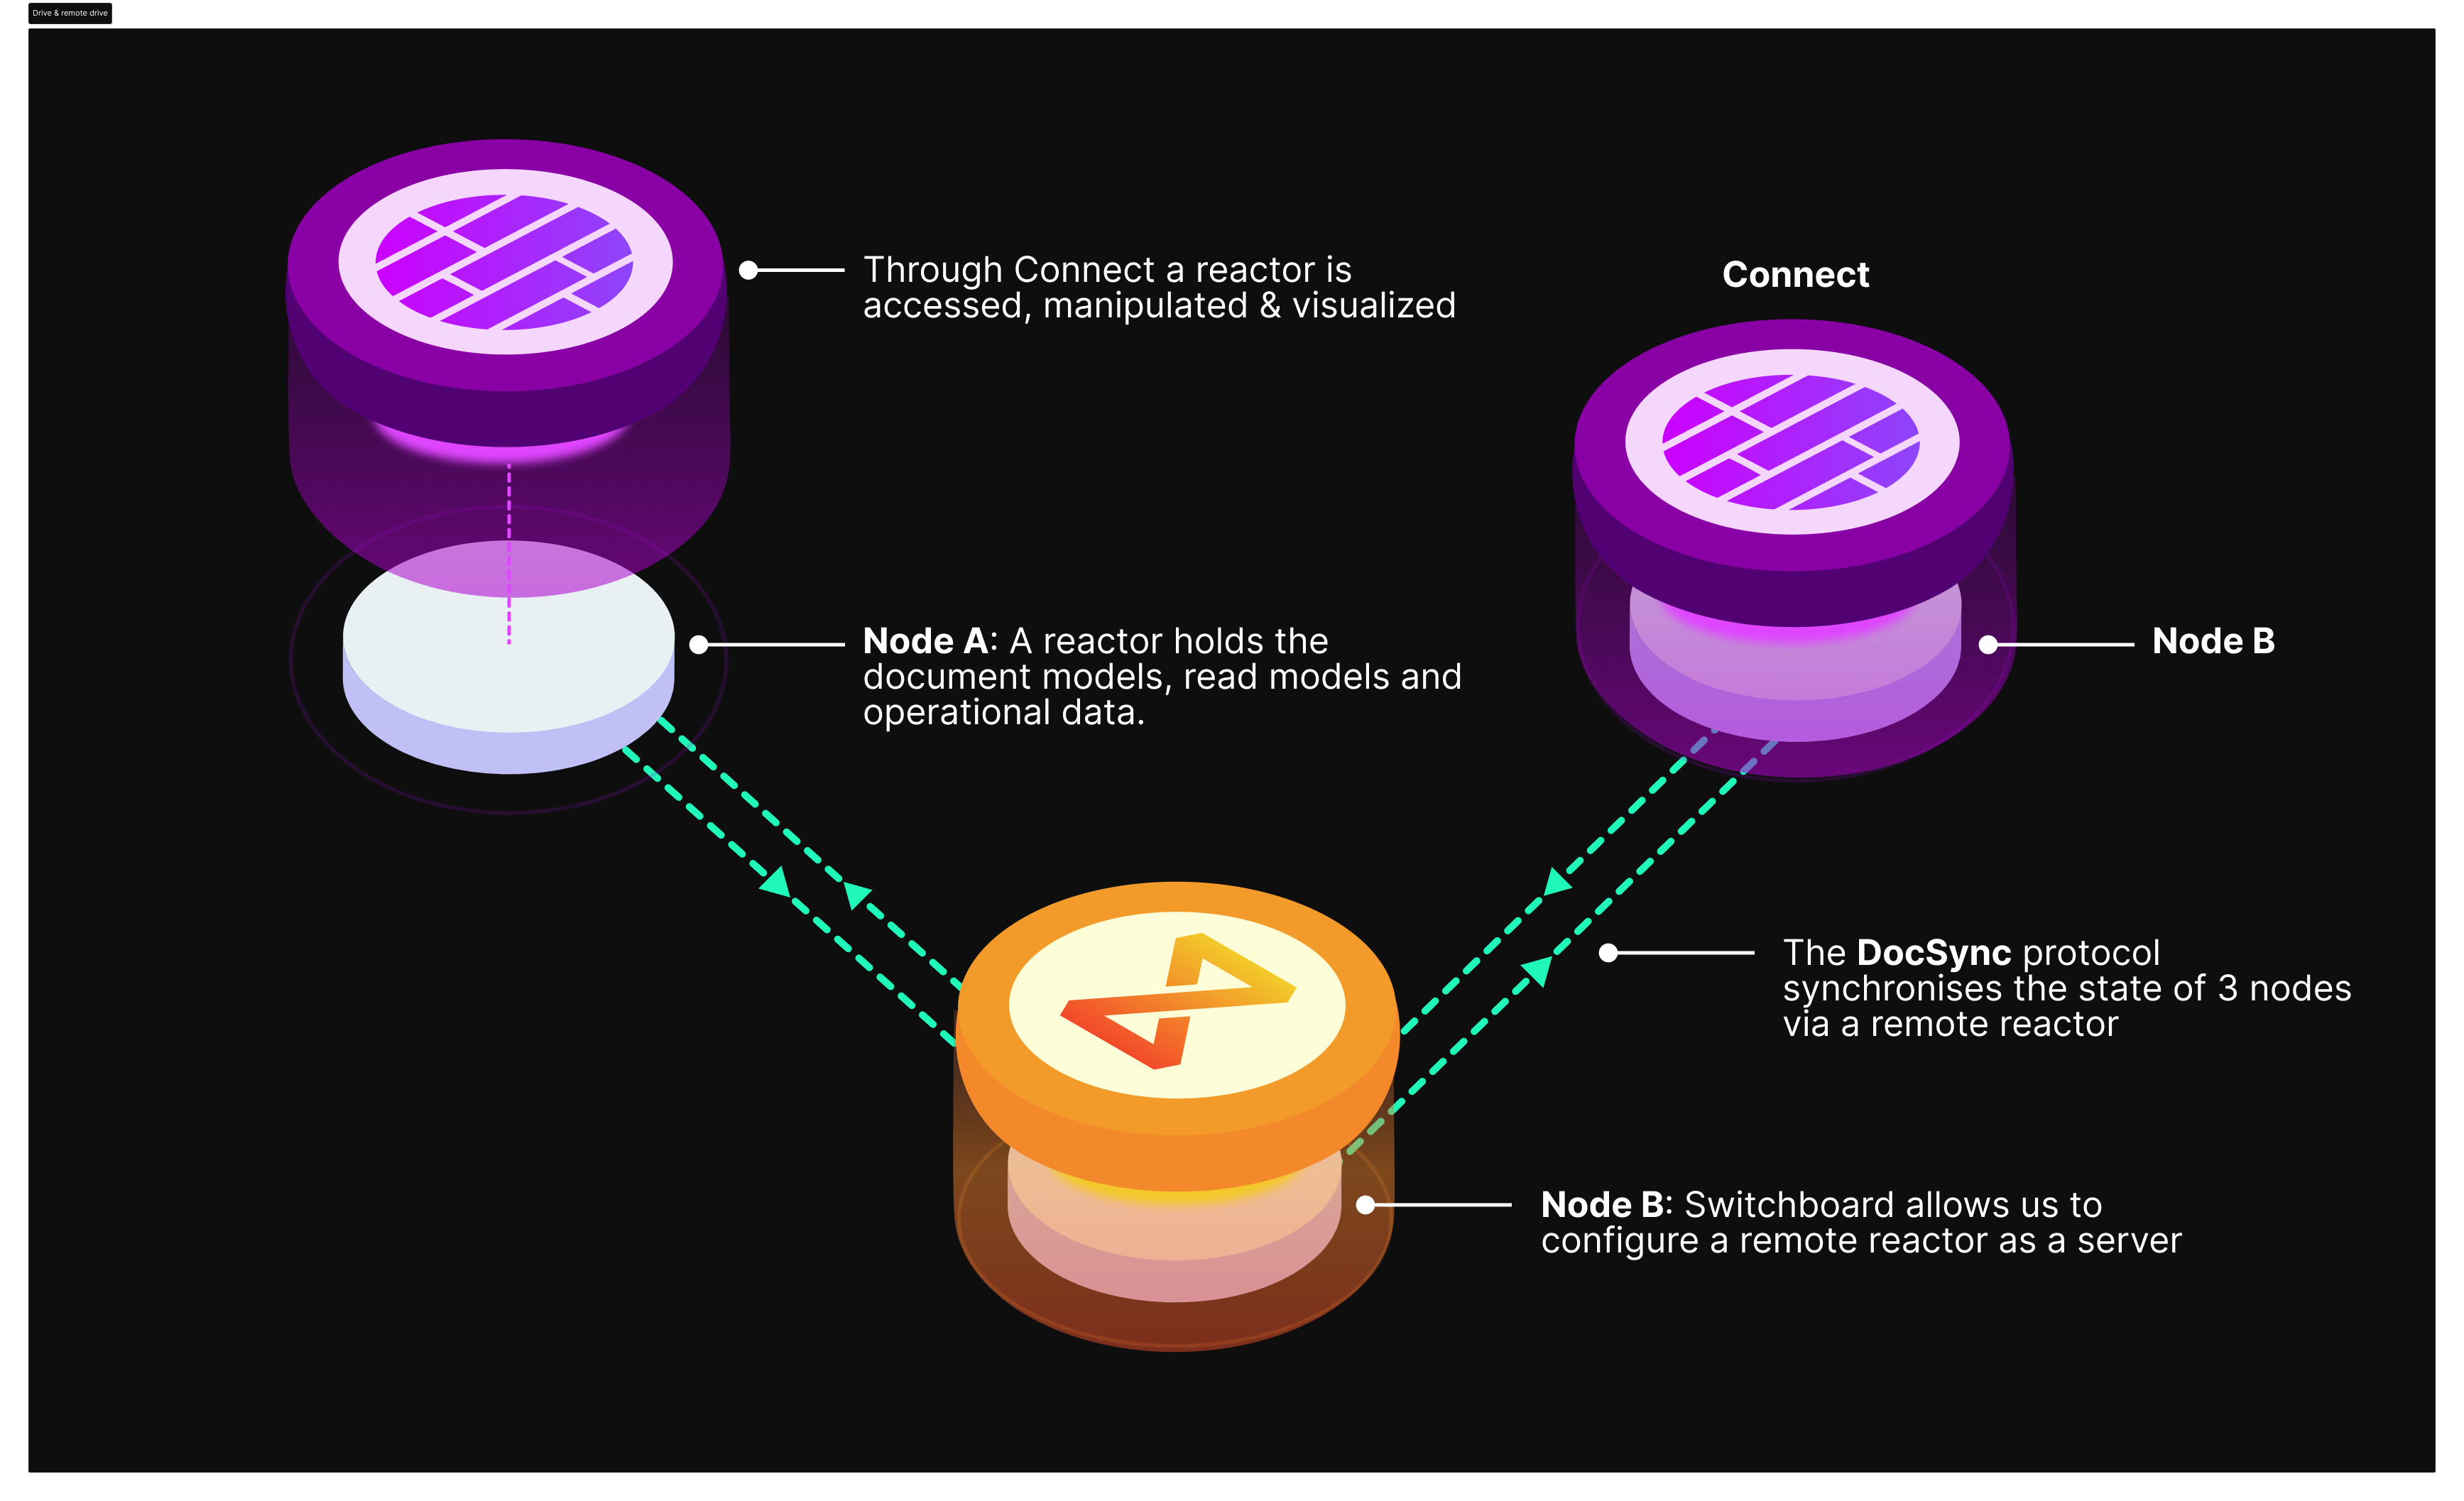 Drive & remote drive
Through Connect a reactor is
accessed, manipulated & visualized
Connect
Node A: A reactor holds the
document models, read models and
operational data.
Node B
The DocSync protocol
synchronises the state of 3 nodes
via a remote reactor
Node B: Switchboard allows us to
configure a remote reactor as a server